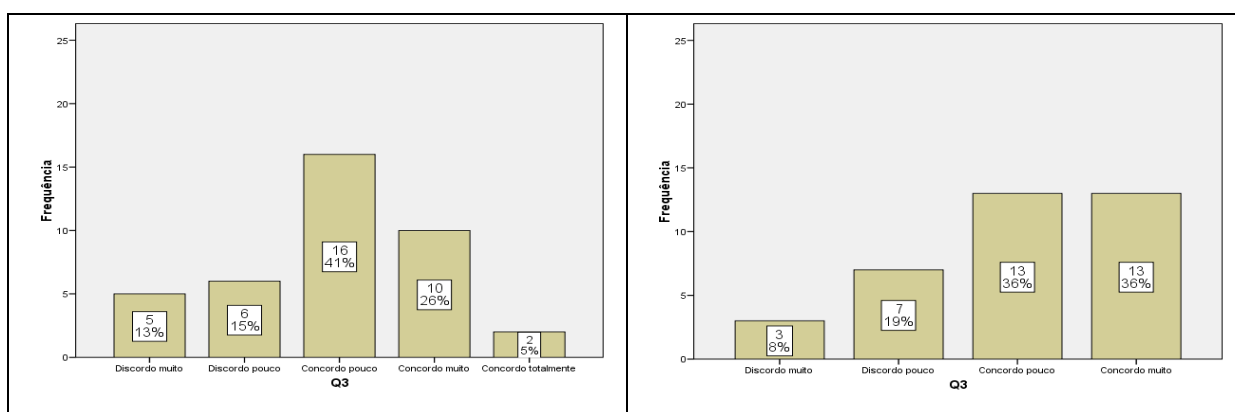 Frequência
25
20
15
10
5
0
5
13%
6
15%
16
41%
10
26%
2
5%
Discordo muito
Discordo pouco
Concordo pouco
Concordo muito
Concordo totalmente
Q3
Frequência
25
20
15
10
5
0
3
8%
7
19%
13
36%
13
36%
Discordo muito
Discordo pouco
Concordo pouco
Concordo muito
Q3